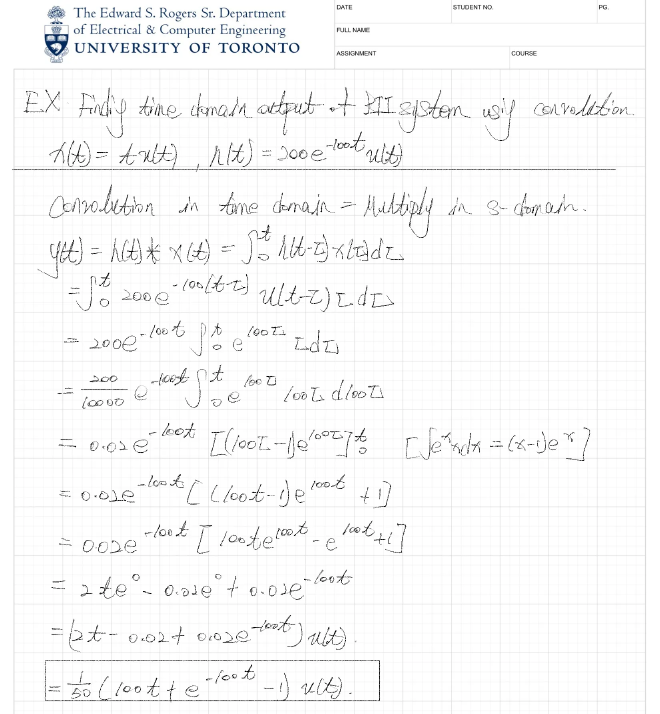 The Edward S. Rogers Sr. Department
of Electrical & Computer Engineering
UNIVERSITY OF TORONTO
DATE STUDENT NO. PG.
FULL NAME
ASSIGNMENT COURSE
EX Findig time domain output of LTI system usig convolution.
x(t) = t u(t) , h(t) = 200e^{-100t} u(t)
Convolution in time domain = Multiply in s-domain.
y(t) = h(t) * x(t) = ∫_0^t h(t-τ) x(τ) dτ
= ∫_0^t 200e^{-100(t-τ)} u(t-τ) τ dτ
= 200e^{-100t} ∫_0^t e^{100τ} τ dτ
= 200/10000 e^{-100t} ∫_0^t e^{100τ} 100τ d100τ
= 0.02e^{-100t} [(100τ-1)e^{100τ}]_0^t [∫e^x x dx = (x-1)e^x]
= 0.02e^{-100t} [(100t-1)e^{100t} +1]
= 0.02e^{-100t} [100te^{100t} - e^{100t} +1]
= 2te^0 - 0.02e^0 + 0.02e^{-100t}
= (2t - 0.02 + 0.02e^{-100t}) u(t).
= 1/50 (100t + e^{-100t} - 1) u(t).